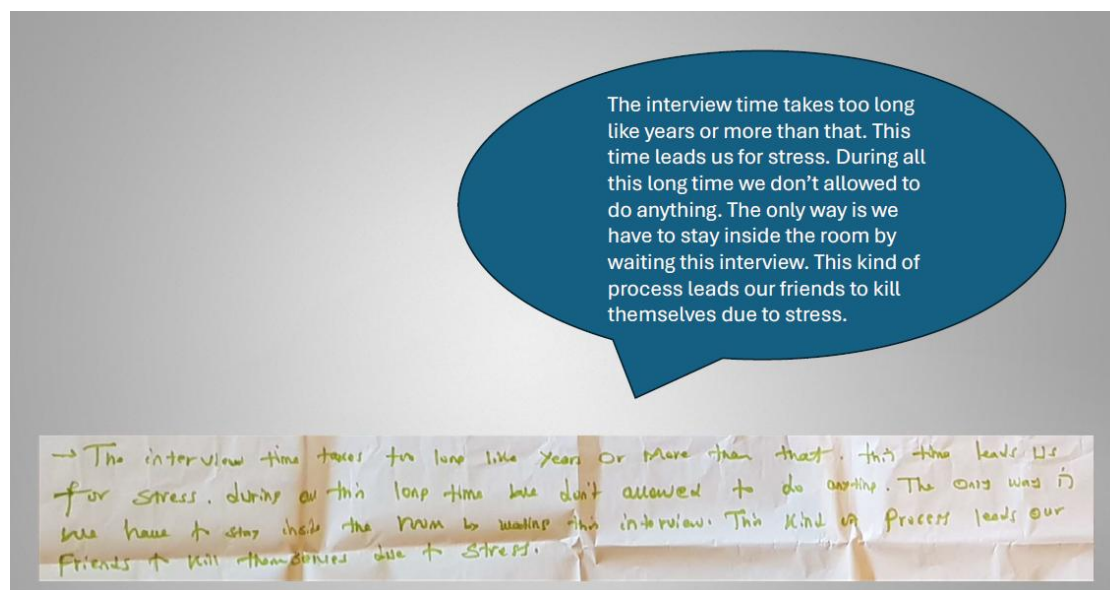 The interview time takes too long
like years or more than that. This
time leads us for stress. During all
this long time we don’t allowed to
do anything. The only way is we
have to stay inside the room by
waiting this interview. This kind of
process leads our friends to kill
themselves due to stress.
→ The interview time takes too long like years or more than that. this time leads us
for stress. during all this long time we don't allowed to do anything. The only way is
we have to stay inside the room by waiting this interview. This kind of process leads our
Friends to kill themselves due to stress.